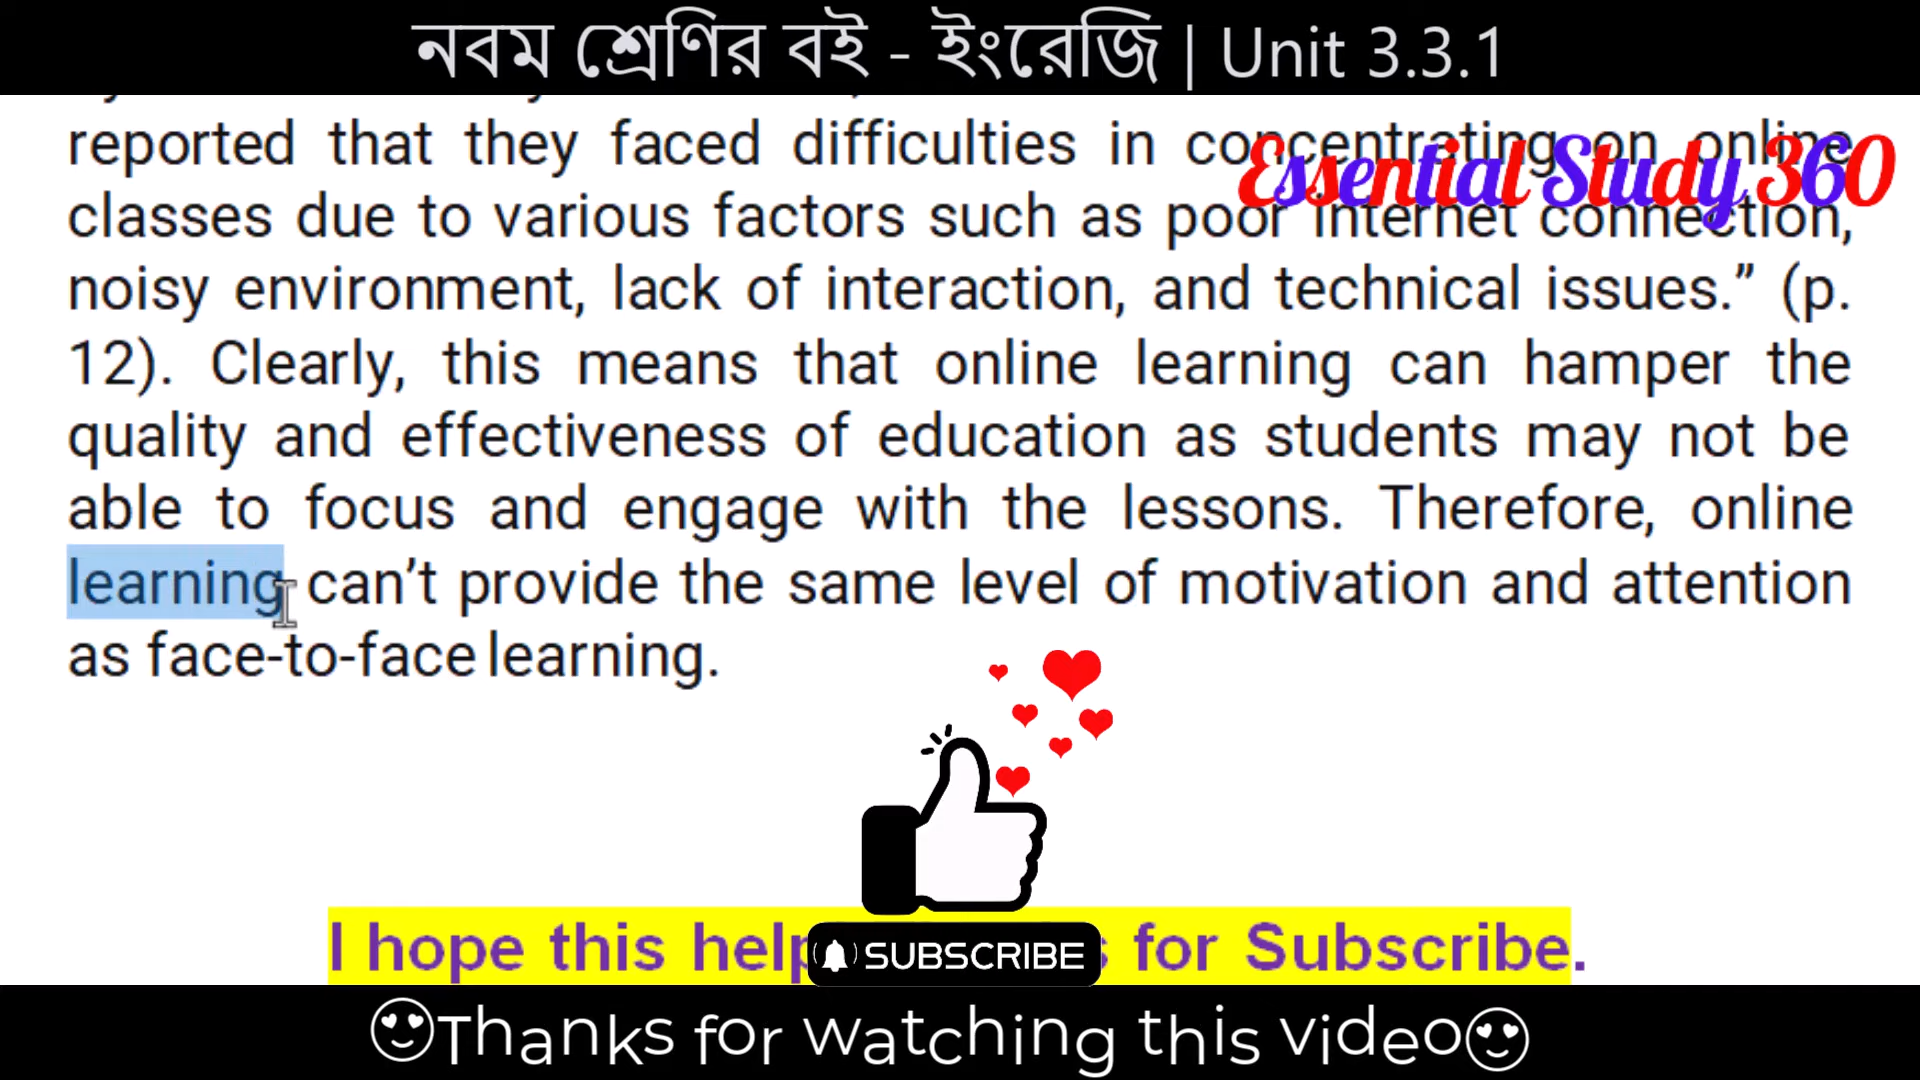 নবম শ্রেণির বই - ইংরেজি | Unit 3.3.1
reported that they faced difficulties in concentrating on online
Essential Study 360
classes due to various factors such as poor internet connection,
noisy environment, lack of interaction, and technical issues.” (p.
12). Clearly, this means that online learning can hamper the
quality and effectiveness of education as students may not be
able to focus and engage with the lessons. Therefore, online
learning can’t provide the same level of motivation and attention
as face-to-face learning.
I hope this help for Subscribe.
SUBSCRIBE
Thanks for watching this video